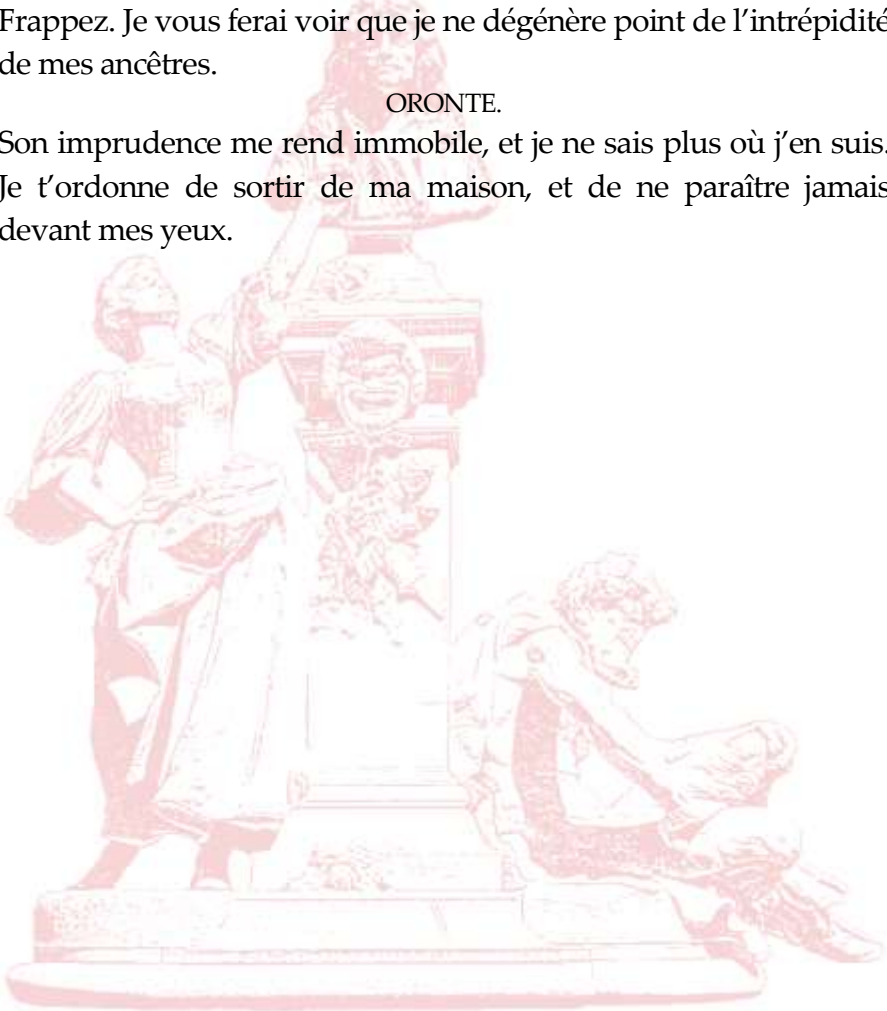 Frappez. Je vous ferai voir que je ne dégénère point de l’intrépidité
de mes ancêtres.
ORONTE.
Son imprudence me rend immobile, et je ne sais plus où j’en suis.
Je t’ordonne de sortir de ma maison, et de ne paraître jamais
devant mes yeux.